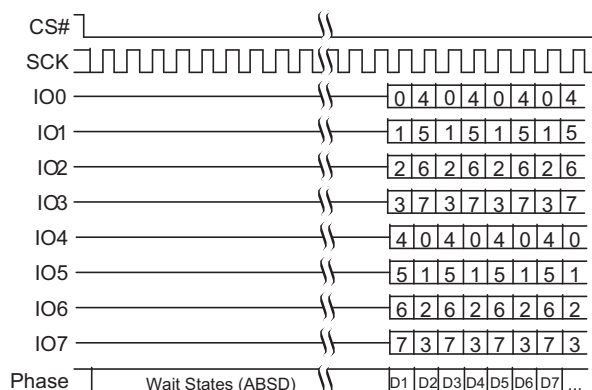 CS#
SCK
IO0 0 4 0 4 0 4 0 4
IO1 1 5 1 5 1 5 1 5
IO2 2 6 2 6 2 6 2 6
IO3 3 7 3 7 3 7 3 7
IO4 4 0 4 0 4 0 4 0
IO5 5 1 5 1 5 1 5 1
IO6 6 2 6 2 6 2 6 2
IO7 7 3 7 3 7 3 7 3
Phase Wait States (ABSD) D1 D2 D3 D4 D5 D6 D7 ...